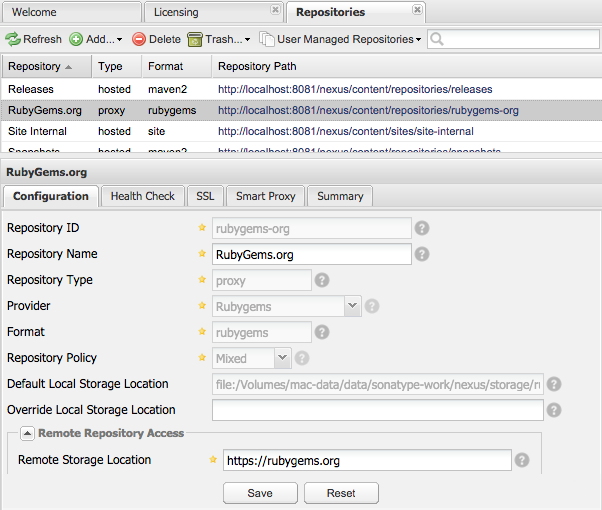 Welcome Licensing Repositories
Refresh Add... Delete Trash... User Managed Repositories
Repository Type Format Repository Path
Releases hosted maven2 http://localhost:8081/nexus/content/repositories/releases
RubyGems.org proxy rubygems http://localhost:8081/nexus/content/repositories/rubygems-org
Site Internal hosted site http://localhost:8081/nexus/content/sites/site-internal
Snapshots hosted maven2 http://localhost:8081/nexus/content/repositories/snapshots
RubyGems.org
Configuration Health Check SSL Smart Proxy Summary
Repository ID rubygems-org ?
Repository Name RubyGems.org ?
Repository Type proxy ?
Provider Rubygems ?
Format rubygems ?
Repository Policy Mixed ?
Default Local Storage Location file:/Volumes/mac-data/data/sonatype-work/nexus/storage/ru ?
Override Local Storage Location ?
Remote Repository Access
Remote Storage Location https://rubygems.org ?
Save Reset